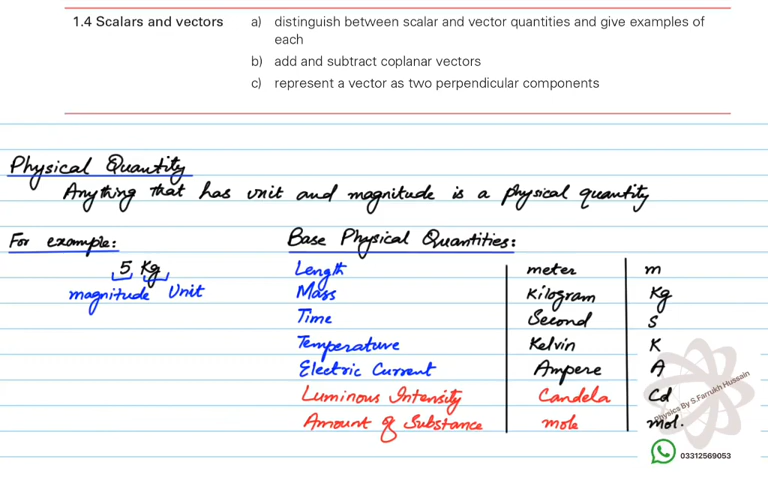 1.4 Scalars and vectors
a) distinguish between scalar and vector quantities and give examples of
each
b) add and subtract coplanar vectors
c) represent a vector as two perpendicular components
Physical Quantity
Anything that has unit and magnitude is a physical quantity
For example:
5 Kg
magnitude Unit
Base Physical Quantities:
Length meter m
Mass Kilogram Kg
Time Second S
Temperature Kelvin K
Electric Current Ampere A
Luminous Intensity Candela Cd
Amount of Substance mole mol.
Physics By S.Farrukh Hussain
03312569053